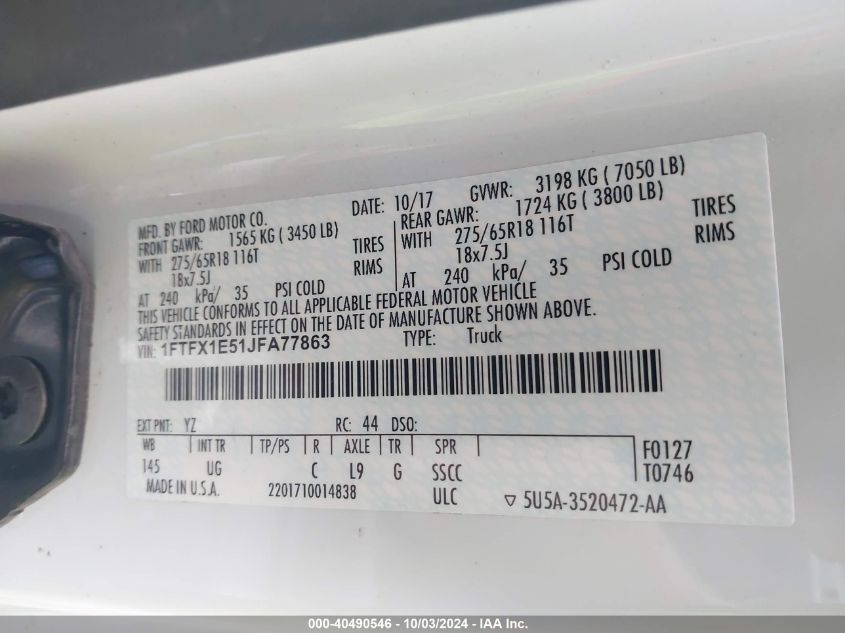 MFD. BY FORD MOTOR CO. DATE: 10/17 GVWR: 3198 KG ( 7050 LB)
FRONT GAWR: 1565 KG ( 3450 LB) REAR GAWR: 1724 KG ( 3800 LB)
WITH 275/65R18 116T TIRES WITH 275/65R18 116T TIRES
18x7.5J RIMS 18x7.5J RIMS
AT 240 kPa/ 35 PSI COLD AT 240 kPa/ 35 PSI COLD
THIS VEHICLE CONFORMS TO ALL APPLICABLE FEDERAL MOTOR VEHICLE
SAFETY STANDARDS IN EFFECT ON THE DATE OF MANUFACTURE SHOWN ABOVE.
VIN: 1FTFX1E51JFA77863 TYPE: Truck
EXT PNT: YZ RC: 44 DSO:
WB INT TR TP/PS R AXLE TR SPR F0127
145 UG C L9 G SSCC T0746
MADE IN U.S.A. 2201710014838 ULC ▽ 5U5A-3520472-AA
000-40490546 - 10/03/2024 - IAA Inc.